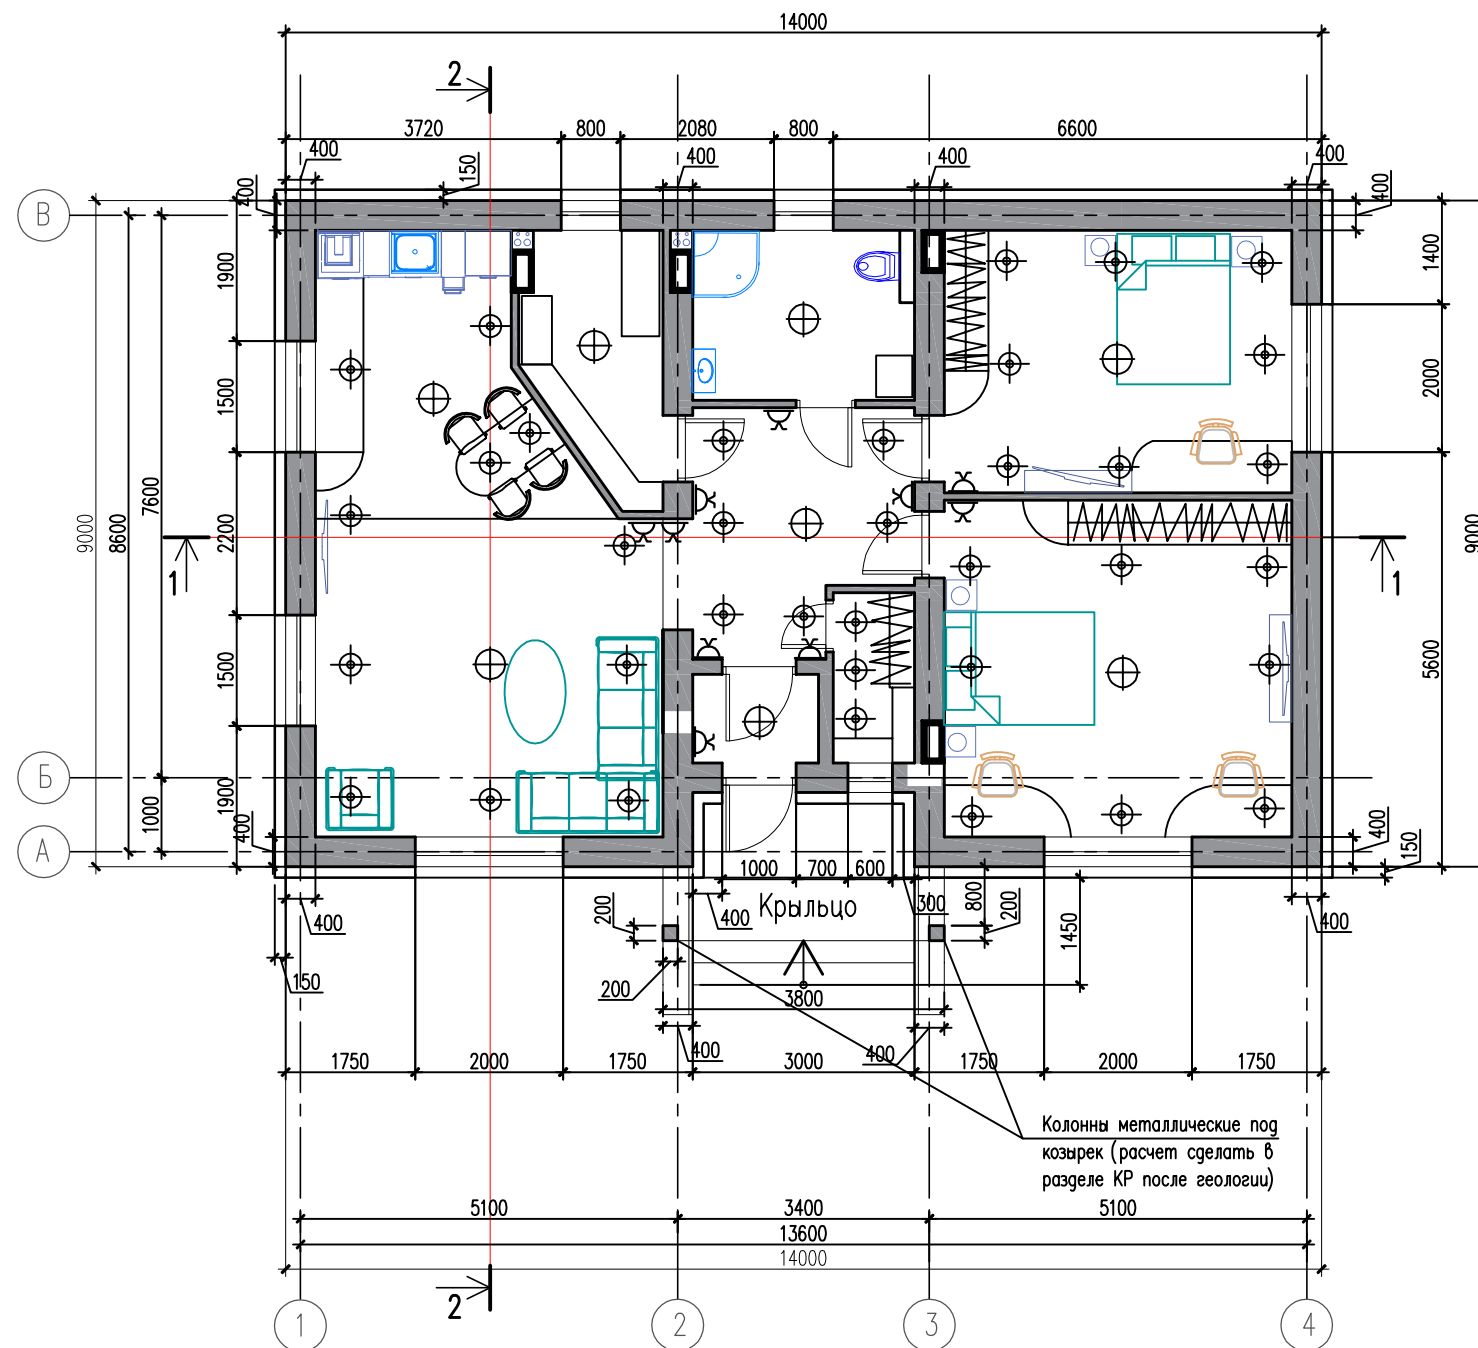 14000
2
3720 800 2080 800 6600
400 150 400 400 400
400 400
В
1900 1400
1500 2000
9000 8600 7600 2200 9000
1 1
1500 5600
Б
1000 1900
400 400 150
А
1000 700 600
400 Крыльцо 300 800 200
200 400 1450 400
150 200 3800
400 400
1750 2000 1750 3000 1750 2000 1750
Колонны металлические под
козырек (расчет сделать в
разделе КР после геологии)
5100 3400 5100
13600
14000
2
1 2 3 4